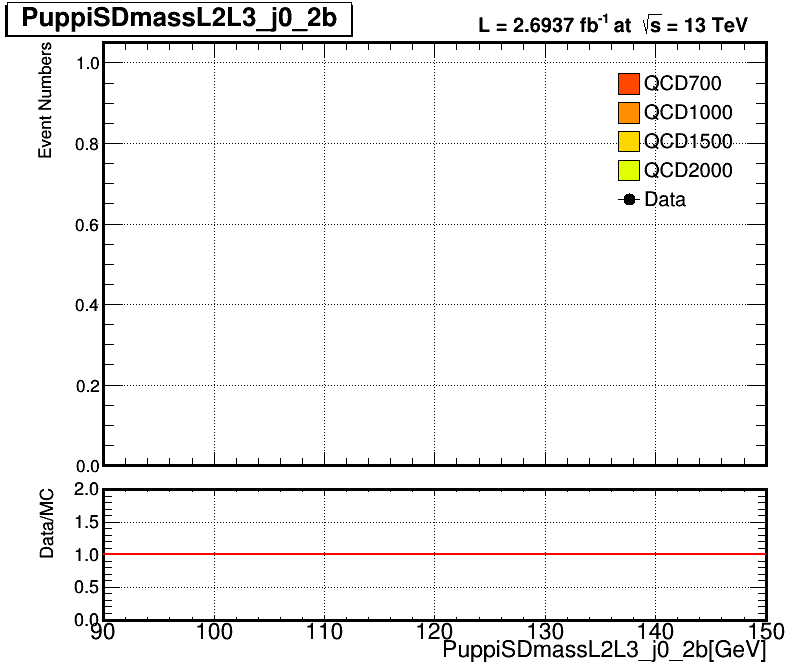 PuppiSDmassL2L3_j0_2b
L = 2.6937 fb⁻¹ at √s = 13 TeV
Event Numbers
1.0
0.8
0.6
0.4
0.2
0.0
QCD700
QCD1000
QCD1500
QCD2000
Data
Data/MC
2.0
1.5
1.0
0.5
0.0
90 100 110 120 130 140 150
PuppiSDmassL2L3_j0_2b[GeV]